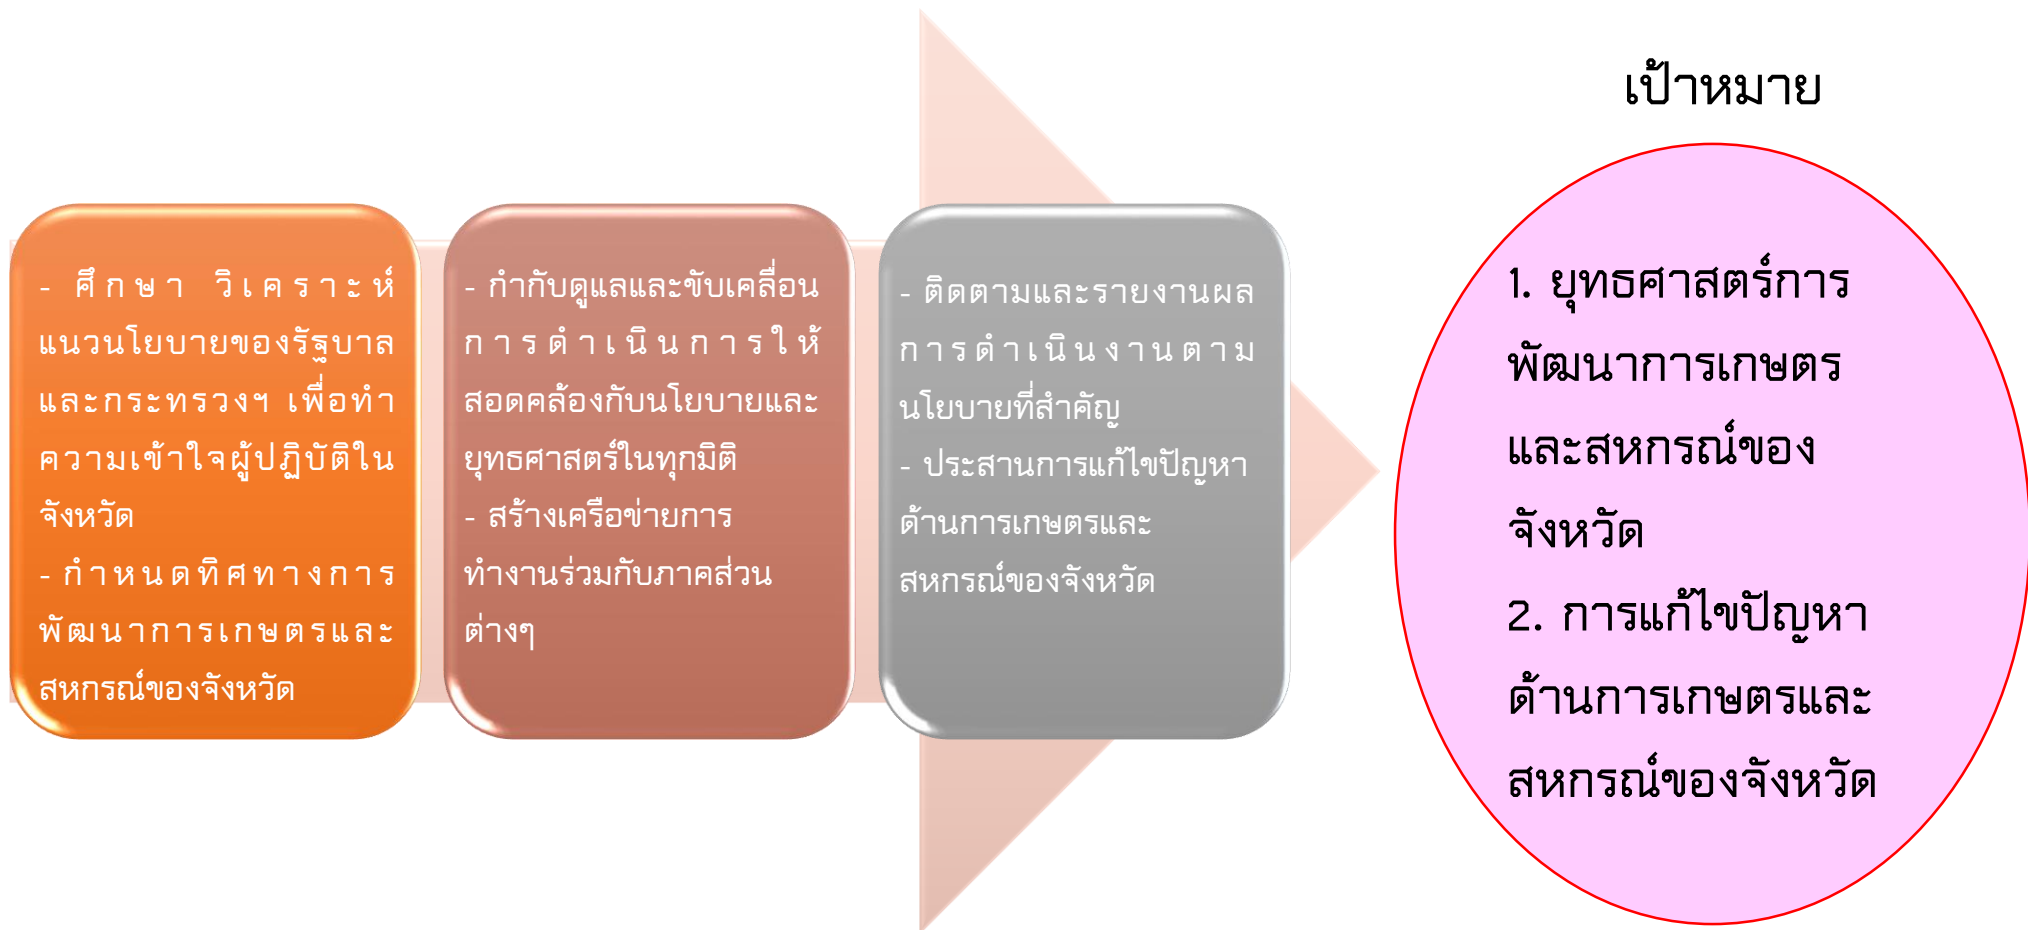 - ศึกษา วิเคราะห์
แนวนโยบายของรัฐบาล
และกระทรวงฯ เพื่อทำ
ความเข้าใจผู้ปฏิบัติใน
จังหวัด
- กำหนดทิศทางการ
พัฒนาการเกษตรและ
สหกรณ์ของจังหวัด
- กำกับดูแลและขับเคลื่อน
การดำเนินการให้
สอดคล้องกับนโยบายและ
ยุทธศาสตร์ในทุกมิติ
- สร้างเครือข่ายการ
ทำงานร่วมกับภาคส่วน
ต่างๆ
- ติดตามและรายงานผล
การดำเนินงานตาม
นโยบายที่สำคัญ
- ประสานการแก้ไขปัญหา
ด้านการเกษตรและ
สหกรณ์ของจังหวัด
เป้าหมาย
1. ยุทธศาสตร์การ
พัฒนาการเกษตร
และสหกรณ์ของ
จังหวัด
2. การแก้ไขปัญหา
ด้านการเกษตรและ
สหกรณ์ของจังหวัด